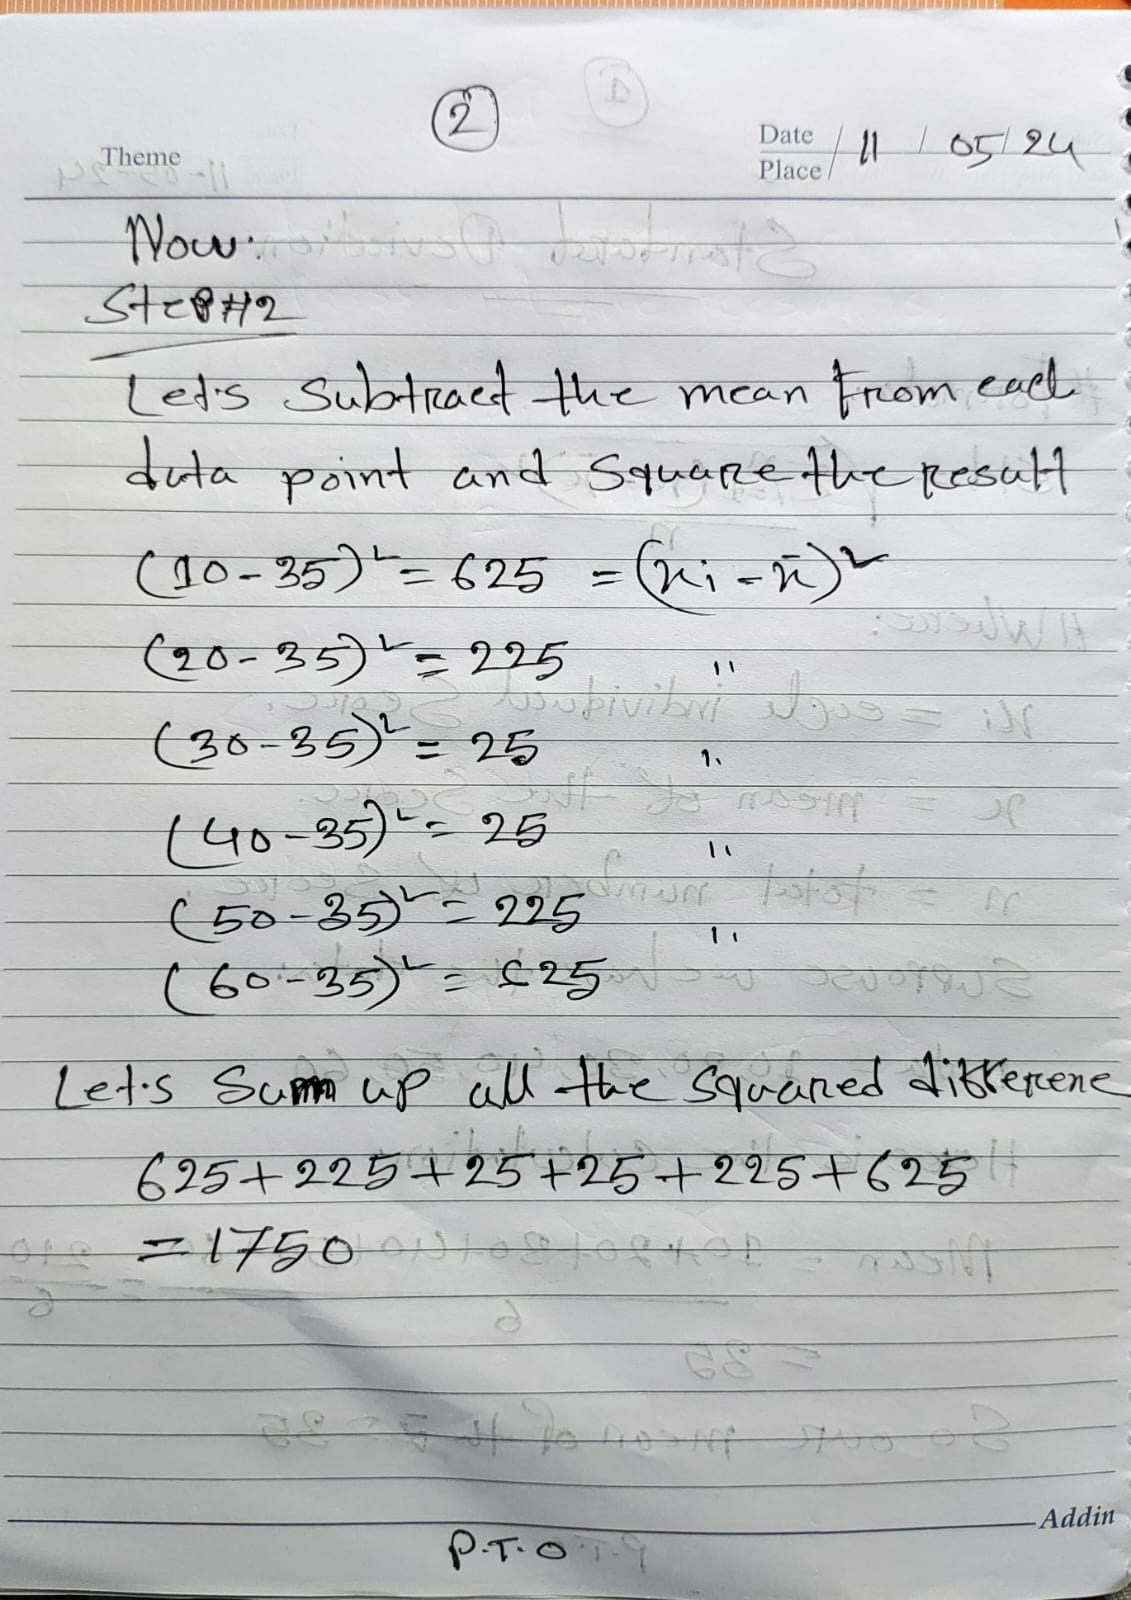 2
Theme
Date / 11 / 05/24
Place
Now:
Step#2
Let's Subtract the mean from each
data point and Square the Result
(10-35)² = 625 = (xi - x̄)²
(20-35)² = 225 "
(30-35)² = 25 "
(40-35)² = 25 "
(50-35)² = 225 "
(60-35)² = 625
Let's Sum up all the Squared differene
625+225+25+25+225+625
=1750
Addin
P.T.O